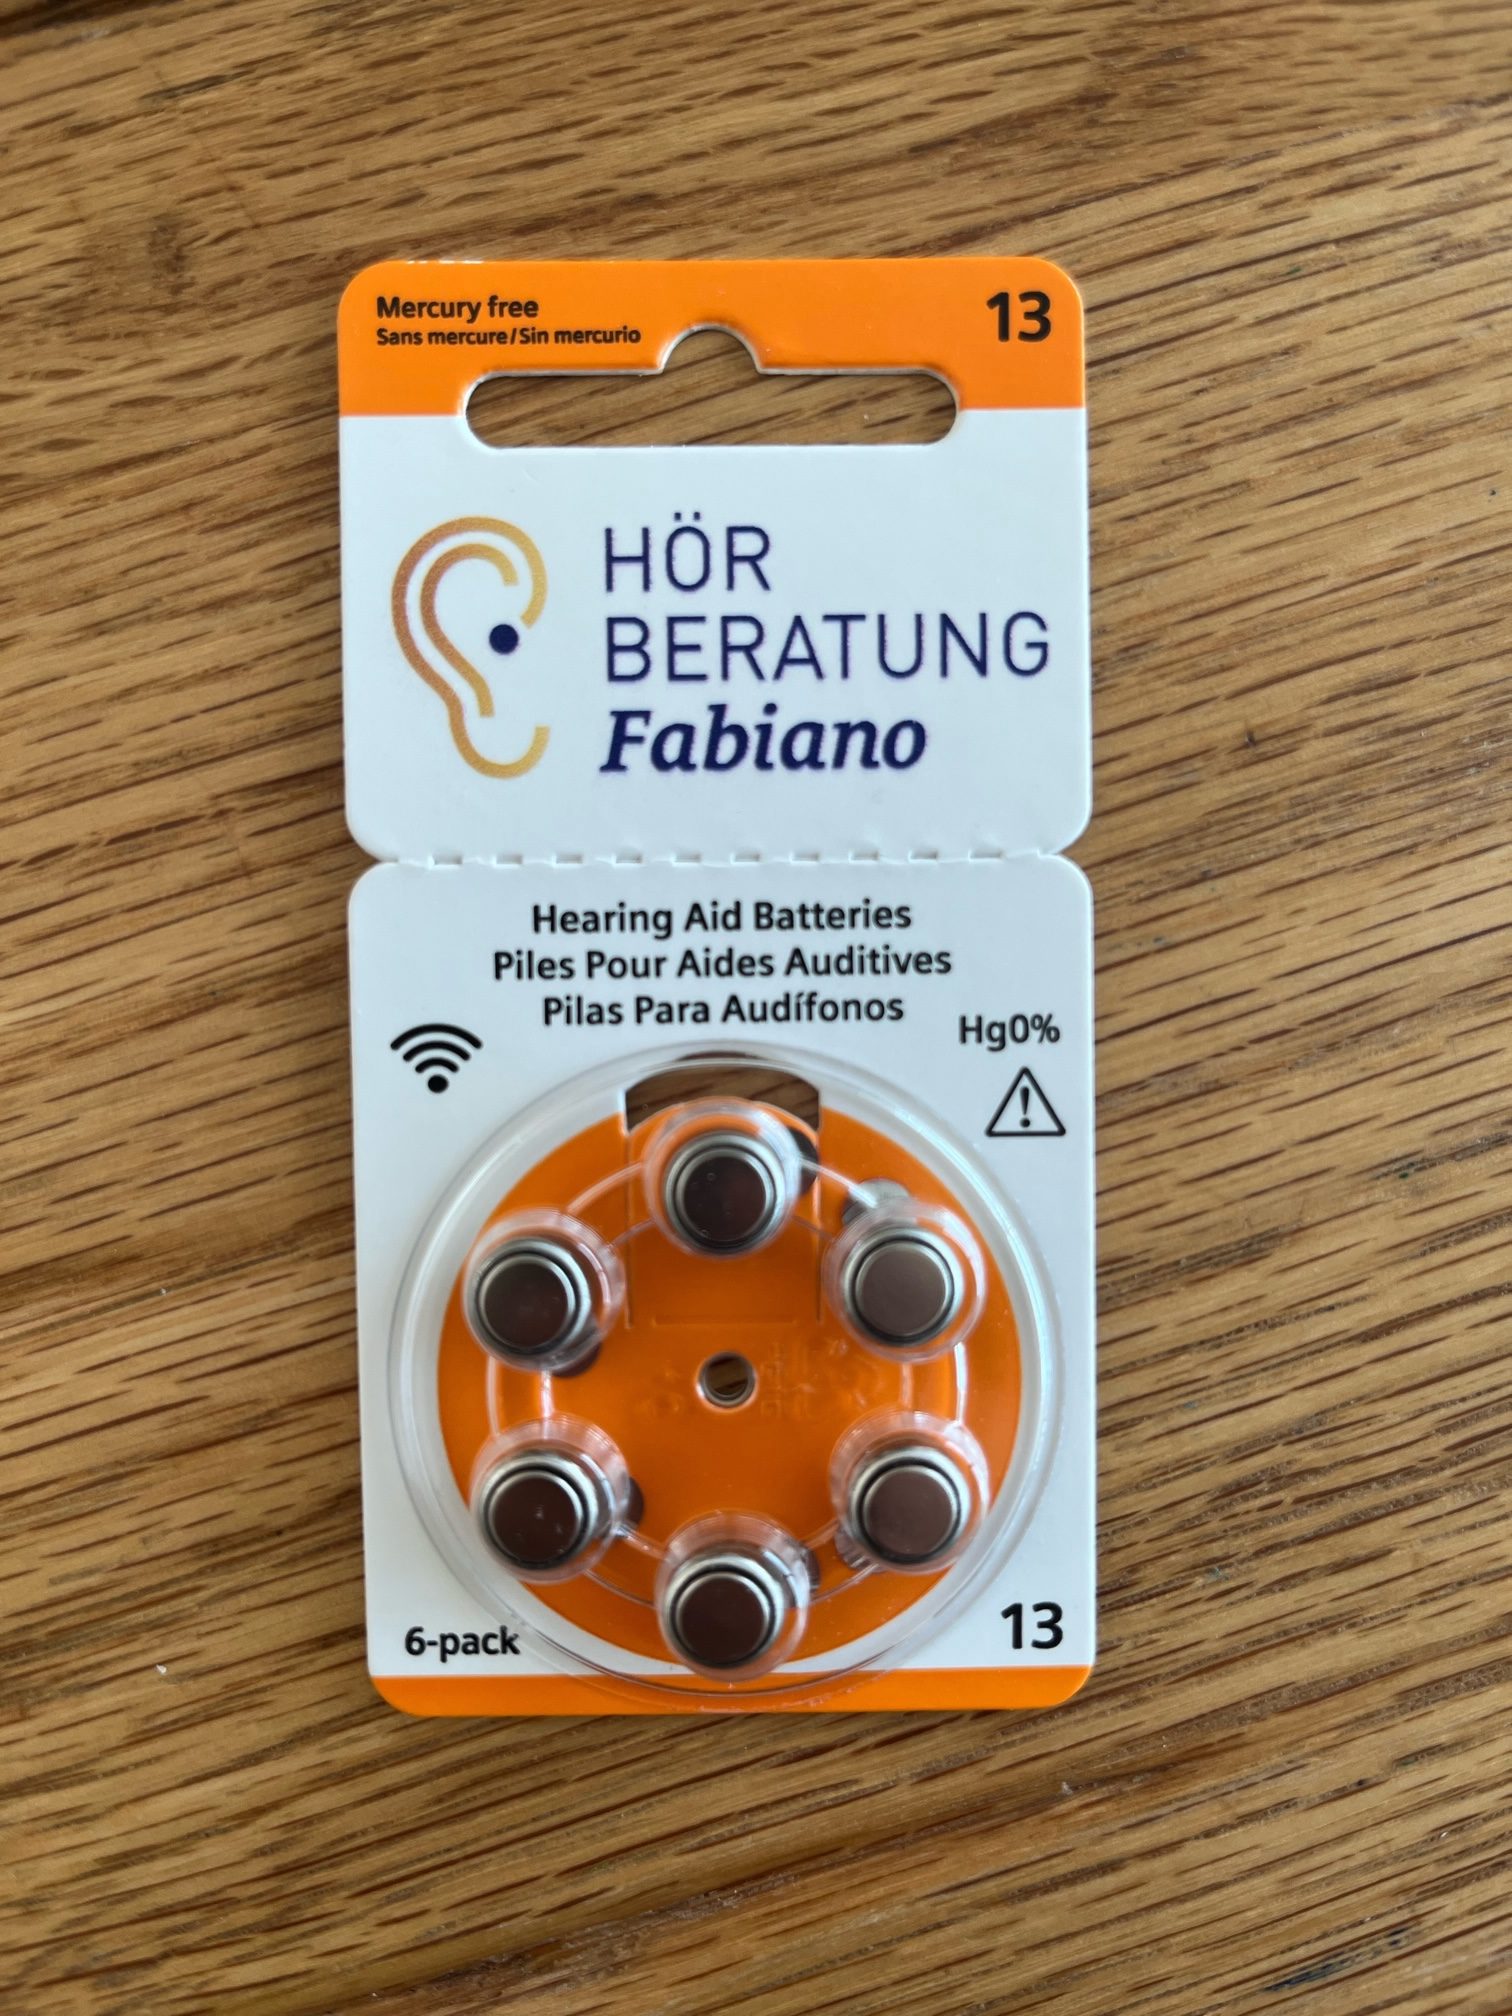 Mercury free
Sans mercure/Sin mercurio
13
HÖR
BERATUNG
Fabiano
Hearing Aid Batteries
Piles Pour Aides Auditives
Pilas Para Audífonos
Hg0%
6-pack
13